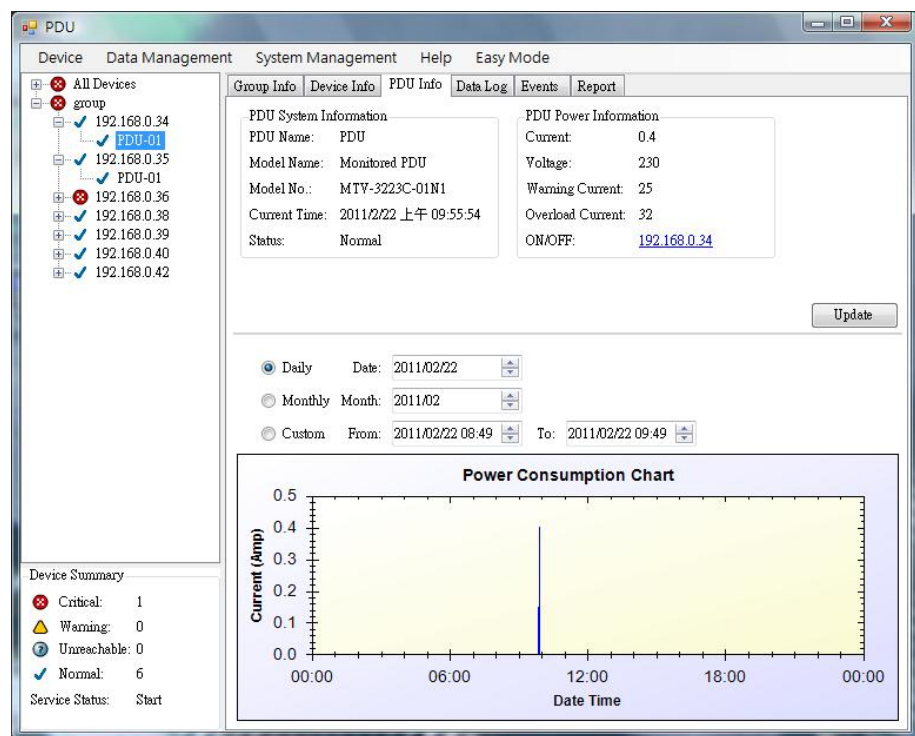 PDU
Device Data Management System Management Help Easy Mode
All Devices
group
192.168.0.34
PDU-01
192.168.0.35
PDU-01
192.168.0.36
192.168.0.38
192.168.0.39
192.168.0.40
192.168.0.42
Device Summary
Critical: 1
Warning: 0
Unreachable: 0
Normal: 6
Service Status: Start
Group Info Device Info PDU Info Data Log Events Report
PDU System Information
PDU Name: PDU
Model Name: Monitored PDU
Model No.: MTV-3223C-01N1
Current Time: 2011/2/22 上午 09:55:54
Status: Normal
PDU Power Information
Current: 0.4
Voltage: 230
Warning Current: 25
Overload Current: 32
ON/OFF: 192.168.0.34
Update
Daily Date: 2011/02/22
Monthly Month: 2011/02
Custom From: 2011/02/22 08:49 To: 2011/02/22 09:49
Power Consumption Chart
Current (Amp)
0.5
0.4
0.3
0.2
0.1
0.0
00:00 06:00 12:00 18:00 00:00
Date Time